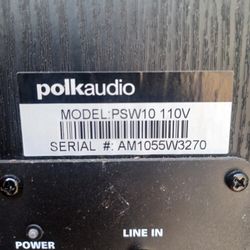 polkaudio
MODEL:PSW10 110V
SERIAL #: AM1055W3270
POWER
LINE IN